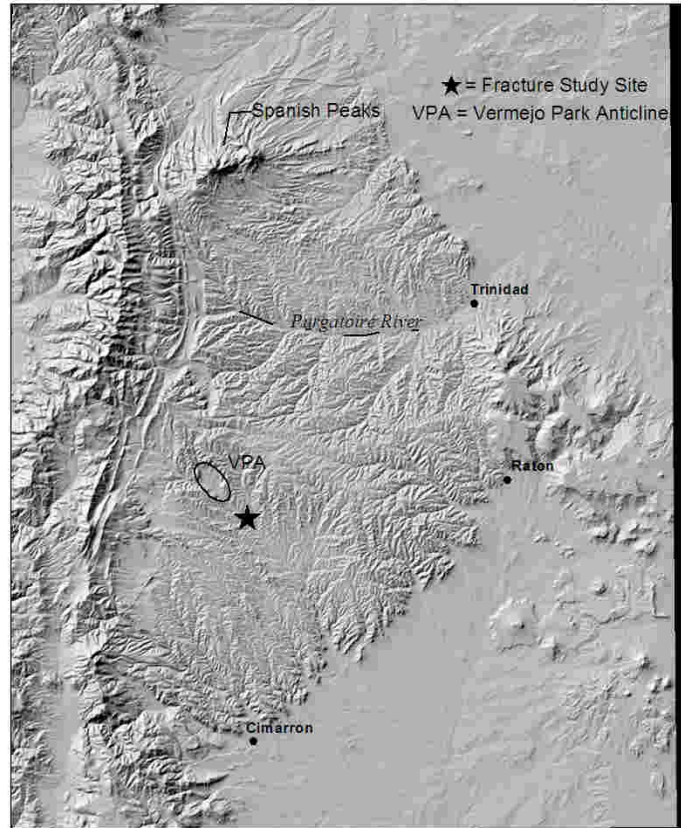 ★ = Fracture Study Site
Spanish Peaks
VPA = Vermejo Park Anticline
Trinidad
Purgatoire River
VPA
Raton
Cimarron